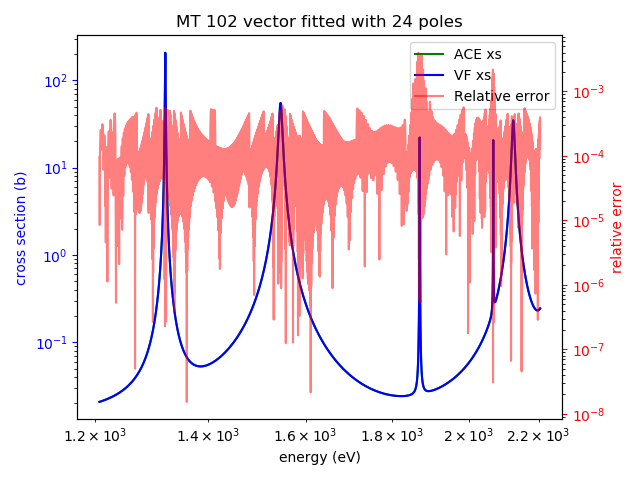 MT 102 vector fitted with 24 poles
ACE xs
VF xs
Relative error
cross section (b)
10²
10¹
10⁰
10⁻¹
relative error
10⁻³
10⁻⁴
10⁻⁵
10⁻⁶
10⁻⁷
10⁻⁸
1.2 × 10³ 1.4 × 10³ 1.6 × 10³ 1.8 × 10³ 2 × 10³ 2.2 × 10³
energy (eV)